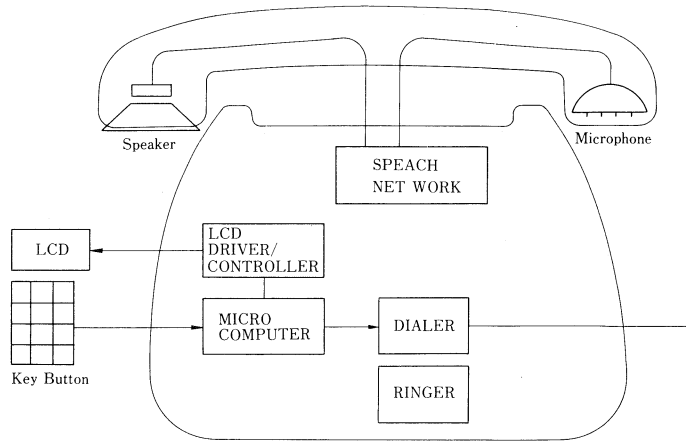 Speaker
Microphone
SPEACH
NET WORK
LCD
LCD
DRIVER/
CONTROLLER
MICRO
COMPUTER
DIALER
Key Button
RINGER